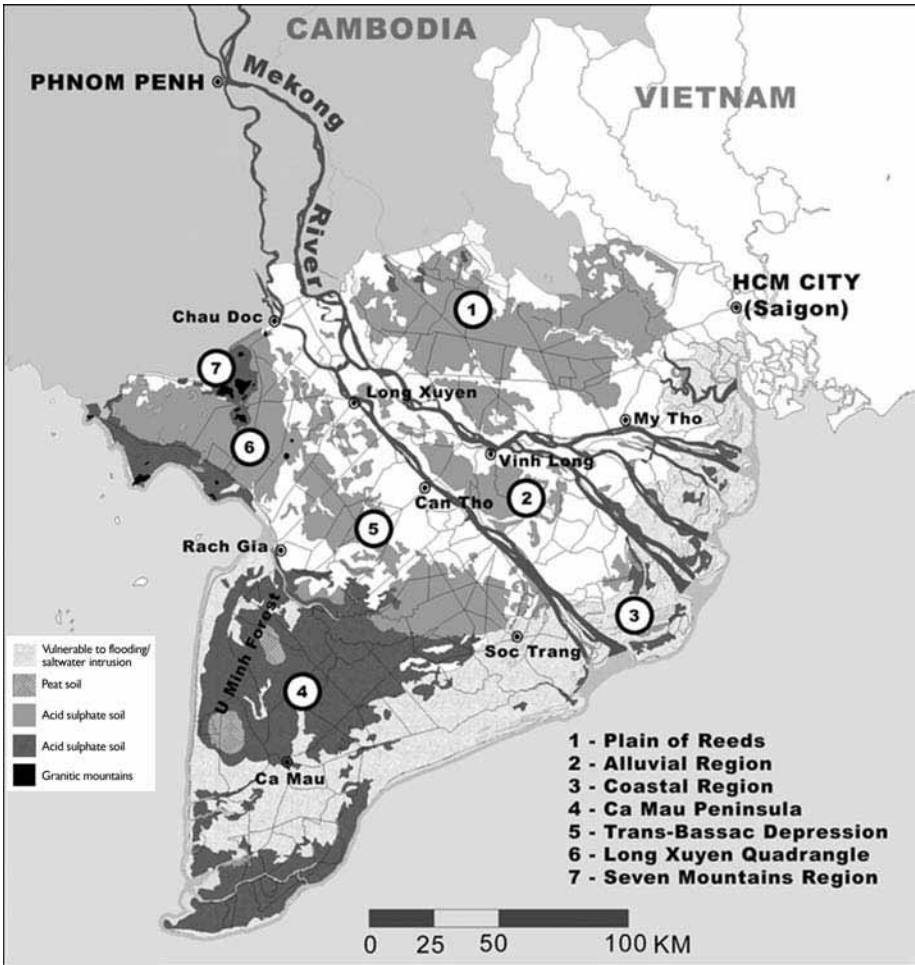 CAMBODIA
PHNOM PENH
Mekong
River
VIETNAM
HCM CITY
(Saigon)
1
Chau Doc
7
Long Xuyen
My Tho
6
Vinh Long
2
Can Tho
5
Rach Gia
3
U Minh Forest
Soc Trang
4
Ca Mau
Vulnerable to flooding/
saltwater intrusion
Peat soil
Acid sulphate soil
Acid sulphate soil
Granitic mountains
1 - Plain of Reeds
2 - Alluvial Region
3 - Coastal Region
4 - Ca Mau Peninsula
5 - Trans-Bassac Depression
6 - Long Xuyen Quadrangle
7 - Seven Mountains Region
0 25 50 100 KM